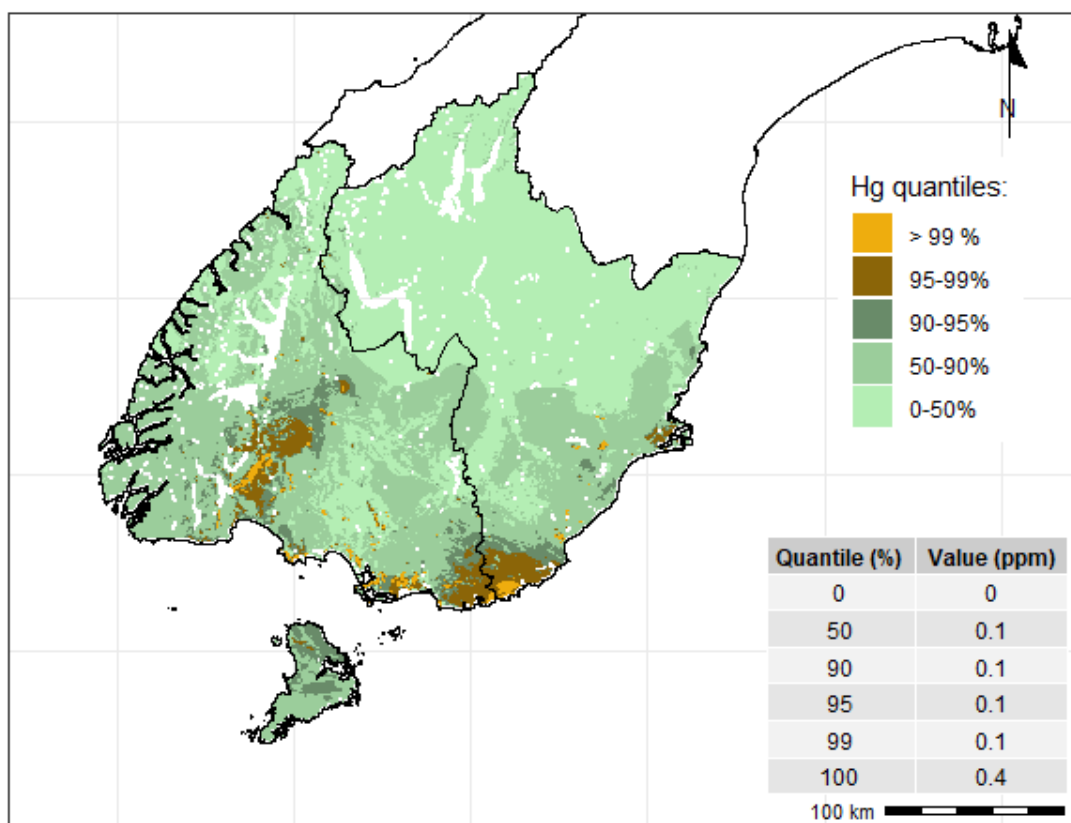 N
Hg quantiles:
> 99 %
95-99%
90-95%
50-90%
0-50%
Quantile (%) Value (ppm)
0 0
50 0.1
90 0.1
95 0.1
99 0.1
100 0.4
100 km